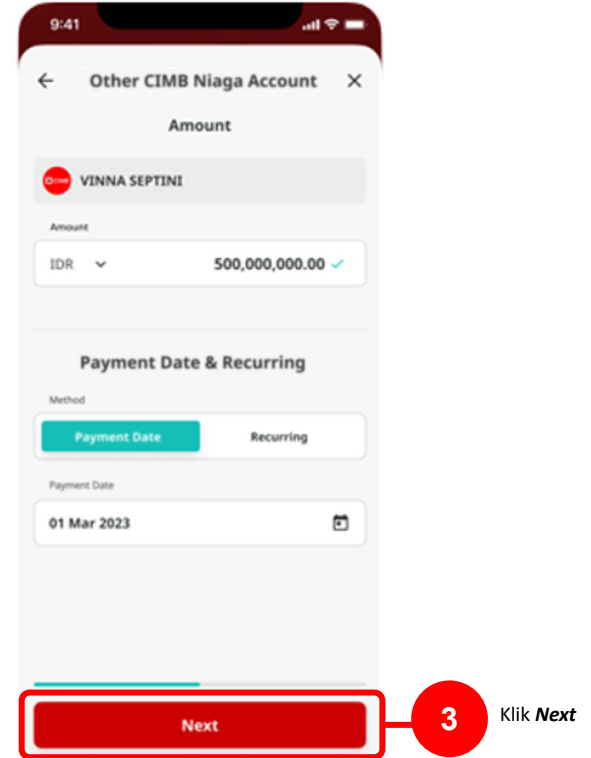 9:41
Other CIMB Niaga Account
Amount
CIMB VINNA SEPTINI
Amount
IDR 500,000,000.00
Payment Date & Recurring
Method
Payment Date Recurring
Payment Date
01 Mar 2023
Next
3 Klik Next